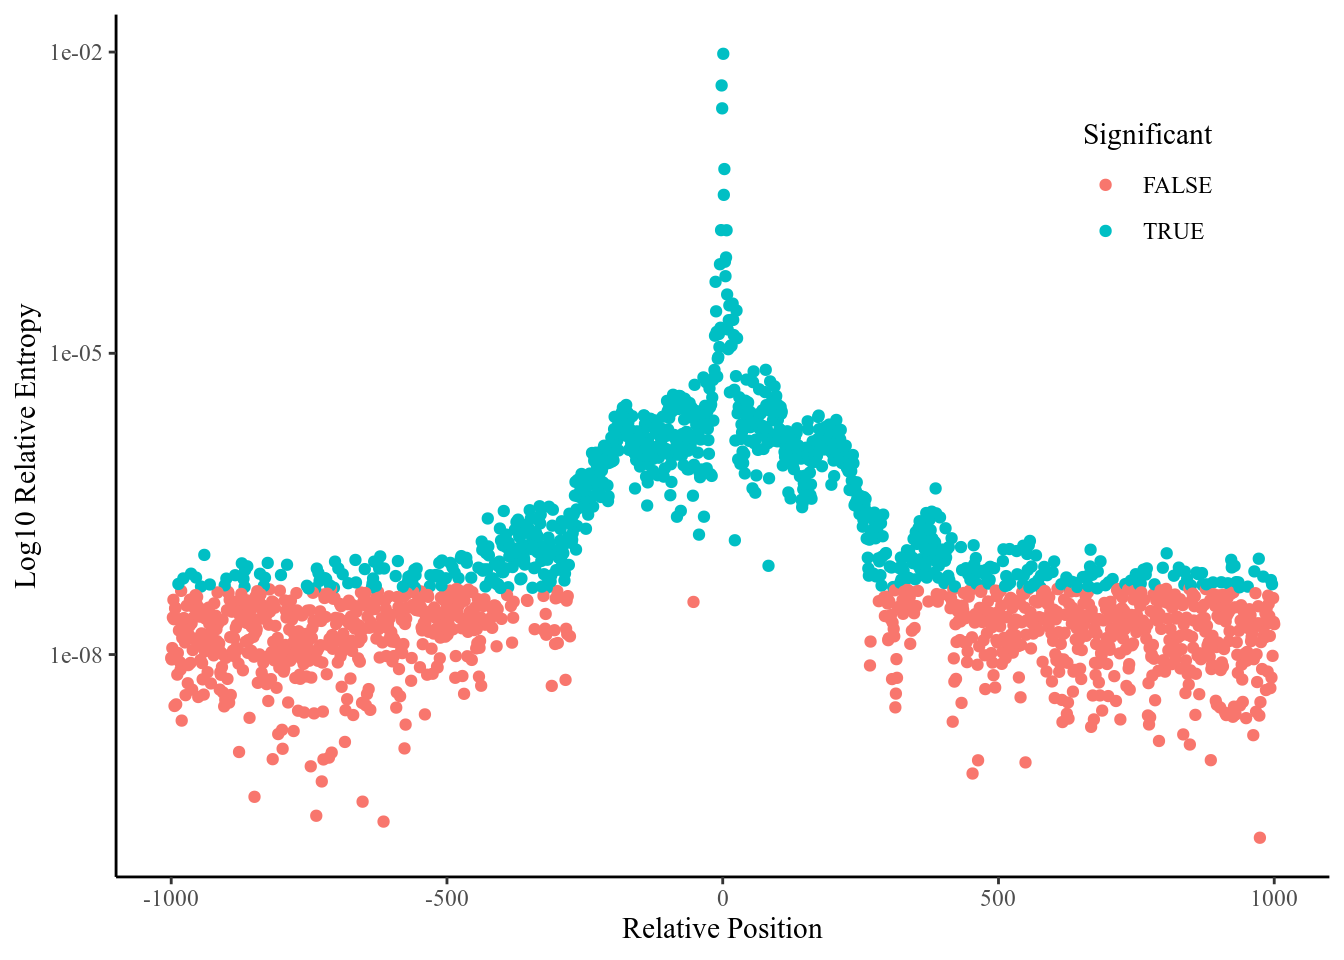 1e-02
1e-05
1e-08
Log10 Relative Entropy
Significant
FALSE
TRUE
-1000
-500
0
500
1000
Relative Position